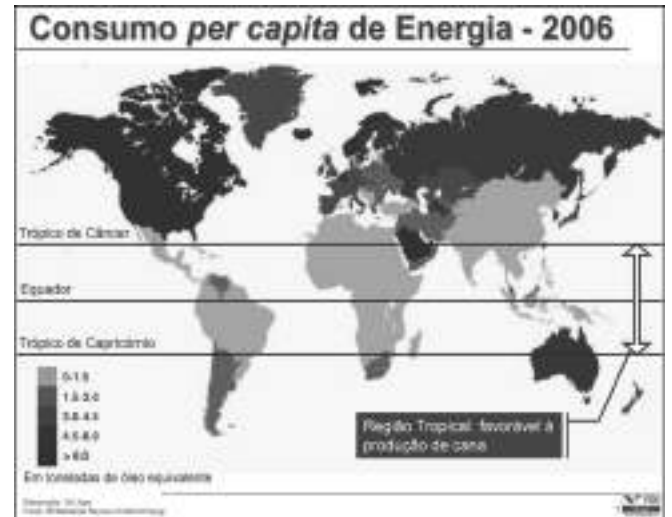 Consumo per capita de Energia - 2006
Trópico de Câncer
Equador
Trópico de Capricórnio
0-1.5
1.5-3.0
3.0-4.5
4.5-6.0
> 6.0
Região Tropical: favorável à
produção de cana
Em toneladas de óleo equivalente